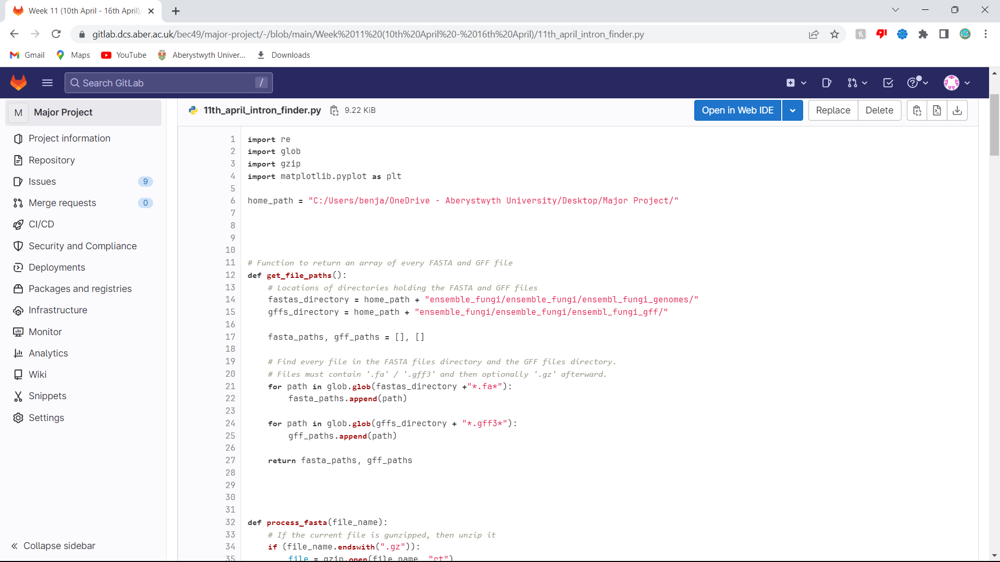 Week 11 (10th April - 16th April)
gitlab.dcs.aber.ac.uk/bec49/major-project/-/blob/main/Week%2011%20(10th%20April%20-%2016th%20April)/11th_april_intron_finder.py
Gmail Maps YouTube Aberystwyth Univer... Downloads
Search GitLab /
M Major Project
Project information
Repository
Issues 9
Merge requests 0
CI/CD
Security and Compliance
Deployments
Packages and registries
Infrastructure
Monitor
Analytics
Wiki
Snippets
Settings
Collapse sidebar
11th_april_intron_finder.py 9.22 KiB Open in Web IDE Replace Delete
1 import re
2 import glob
3 import gzip
4 import matplotlib.pyplot as plt
5
6 home_path = "C:/Users/benja/OneDrive - Aberystwyth University/Desktop/Major Project/"
7
8
9
10
11 # Function to return an array of every FASTA and GFF file
12 def get_file_paths():
13     # Locations of directories holding the FASTA and GFF files
14     fastas_directory = home_path + "ensemble_fungi/ensemble_fungi/ensembl_fungi_genomes/"
15     gffs_directory = home_path + "ensemble_fungi/ensemble_fungi/ensembl_fungi_gff/"
16
17     fasta_paths, gff_paths = [], []
18
19     # Find every file in the FASTA files directory and the GFF files directory.
20     # Files must contain '.fa' / '.gff3' and then optionally '.gz' afterward.
21     for path in glob.glob(fastas_directory +"*.fa*"):
22         fasta_paths.append(path)
23
24     for path in glob.glob(gffs_directory + "*.gff3*"):
25         gff_paths.append(path)
26
27     return fasta_paths, gff_paths
28
29
30
31
32 def process_fasta(file_name):
33     # If the current file is gunzipped, then unzip it
34     if (file_name.endswith(".gz")):
35         file = gzip.open(file_name, "rt")